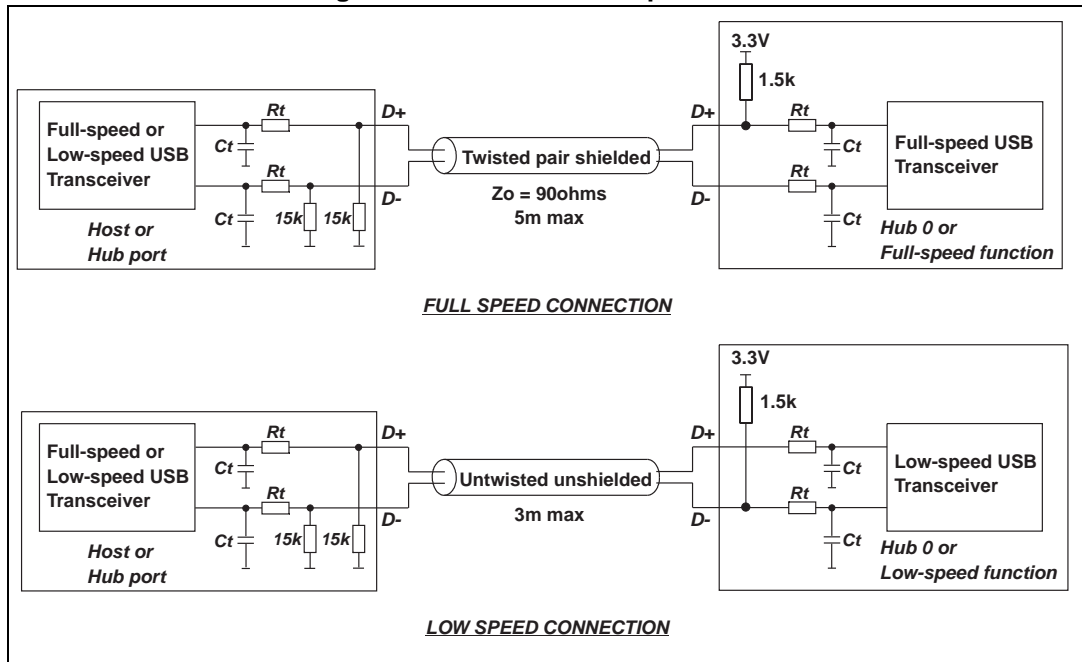 3.3V
1.5k
Rt
D+
D+
Rt
Full-speed or
Low-speed USB
Transceiver
Ct
Twisted pair shielded
Ct
Full-speed USB
Transceiver
Rt
D-
D-
Rt
Zo = 90ohms
5m max
Ct
15k
15k
Ct
Host or
Hub port
Hub 0 or
Full-speed function
FULL SPEED CONNECTION
3.3V
1.5k
Rt
D+
D+
Rt
Full-speed or
Low-speed USB
Transceiver
Ct
Untwisted unshielded
Ct
Low-speed USB
Transceiver
Rt
D-
D-
Rt
3m max
Ct
15k
15k
Ct
Host or
Hub port
Hub 0 or
Low-speed function
LOW SPEED CONNECTION